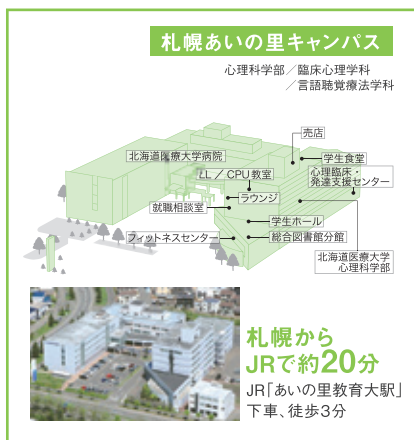 札幌あいの里キャンパス
心理科学部／臨床心理学科
／言語聴覚療法学科
売店
学生食堂
北海道医療大学病院
心理臨床・
発達支援センター
LL／CPU教室
ラウンジ
就職相談室
学生ホール
フィットネスセンター
総合図書館分館
北海道医療大学
心理科学部
札幌から
JRで約20分
JR「あいの里教育大駅」
下車、徒歩3分